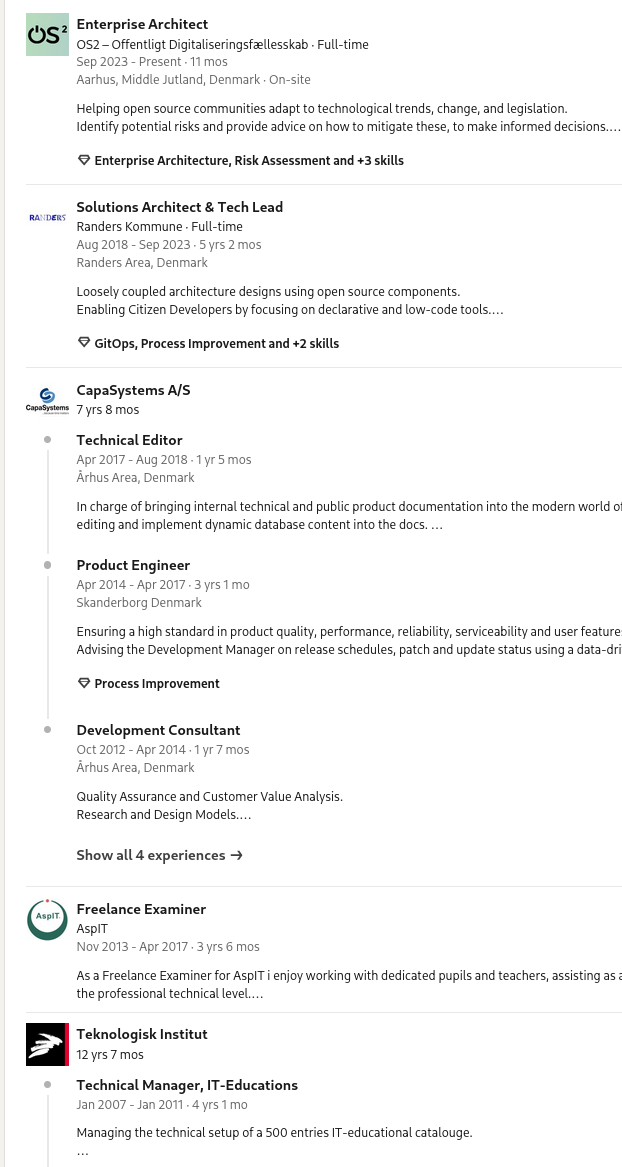 OS²
Enterprise Architect
OS2 – Offentligt Digitaliseringsfællesskab · Full-time
Sep 2023 - Present · 11 mos
Aarhus, Middle Jutland, Denmark · On-site
Helping open source communities adapt to technological trends, change, and legislation.
Identify potential risks and provide advice on how to mitigate these, to make informed decisions.…
Enterprise Architecture, Risk Assessment and +3 skills
RANDERS
Solutions Architect & Tech Lead
Randers Kommune · Full-time
Aug 2018 - Sep 2023 · 5 yrs 2 mos
Randers Area, Denmark
Loosely coupled architecture designs using open source components.
Enabling Citizen Developers by focusing on declarative and low-code tools.…
GitOps, Process Improvement and +2 skills
CapaSystems
CapaSystems A/S
7 yrs 8 mos
Technical Editor
Apr 2017 - Aug 2018 · 1 yr 5 mos
Århus Area, Denmark
In charge of bringing internal technical and public product documentation into the modern world of
editing and implement dynamic database content into the docs. …
Product Engineer
Apr 2014 - Apr 2017 · 3 yrs 1 mo
Skanderborg Denmark
Ensuring a high standard in product quality, performance, reliability, serviceability and user features
Advising the Development Manager on release schedules, patch and update status using a data-dri
Process Improvement
Development Consultant
Oct 2012 - Apr 2014 · 1 yr 7 mos
Århus Area, Denmark
Quality Assurance and Customer Value Analysis.
Research and Design Models.…
Show all 4 experiences →
AspIT
Freelance Examiner
AspIT
Nov 2013 - Apr 2017 · 3 yrs 6 mos
As a Freelance Examiner for AspIT i enjoy working with dedicated pupils and teachers, assisting as a
the professional technical level.…
Teknologisk Institut
12 yrs 7 mos
Technical Manager, IT-Educations
Jan 2007 - Jan 2011 · 4 yrs 1 mo
Managing the technical setup of a 500 entries IT-educational catalouge.
…